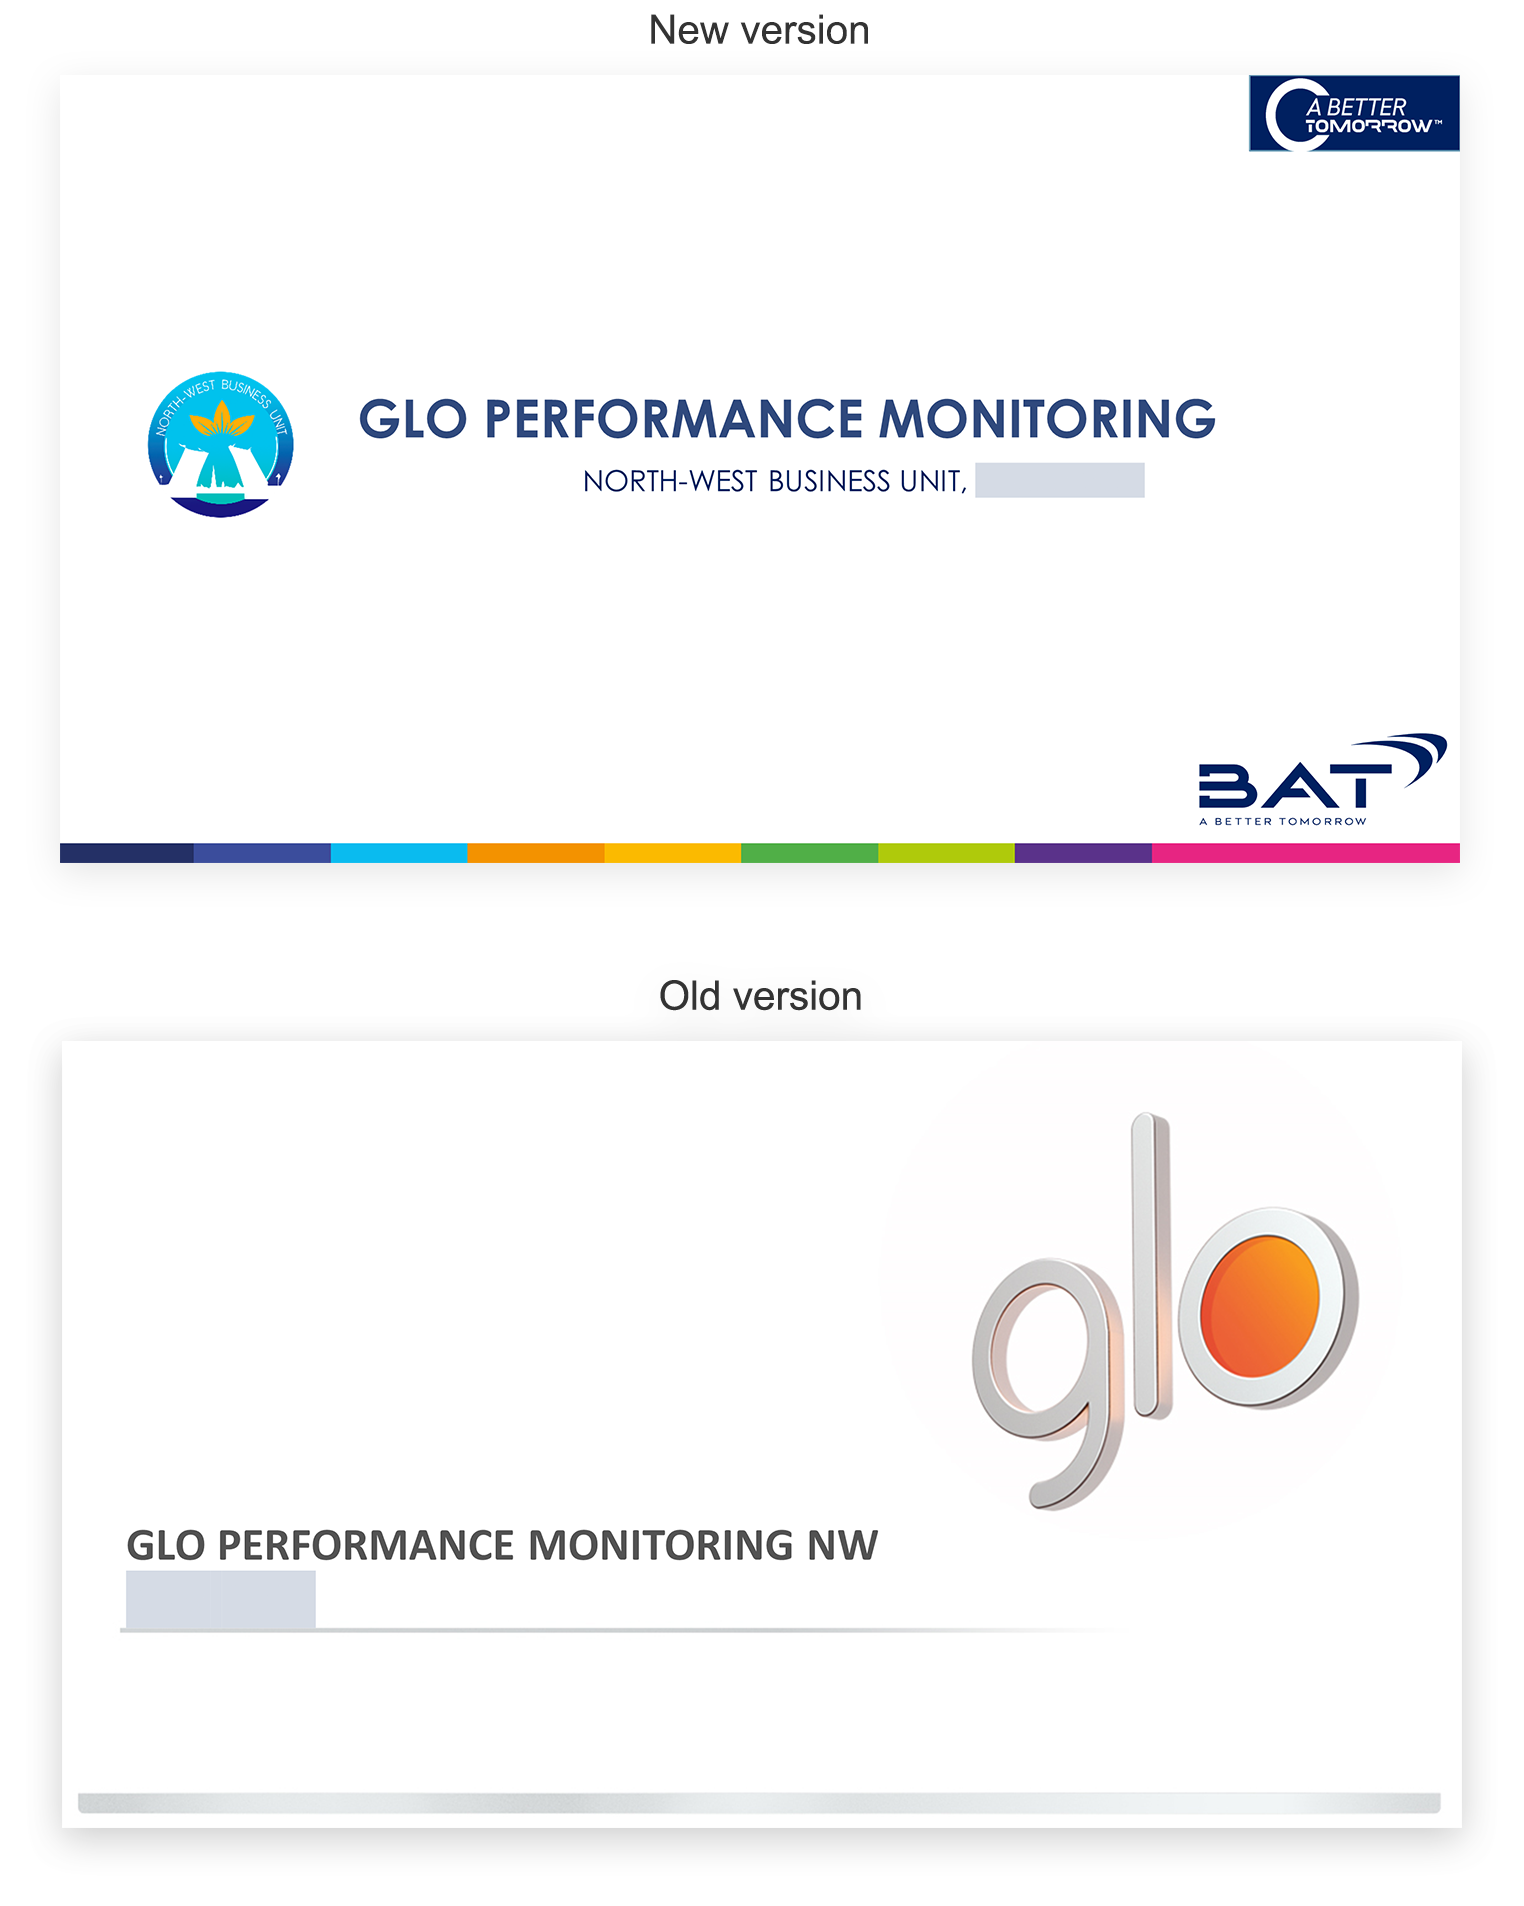 New version
A BETTER
TOMORROW™
NORTH-WEST BUSINESS UNIT
GLO PERFORMANCE MONITORING
NORTH-WEST BUSINESS UNIT,
BAT
A BETTER TOMORROW
Old version
glo
GLO PERFORMANCE MONITORING NW